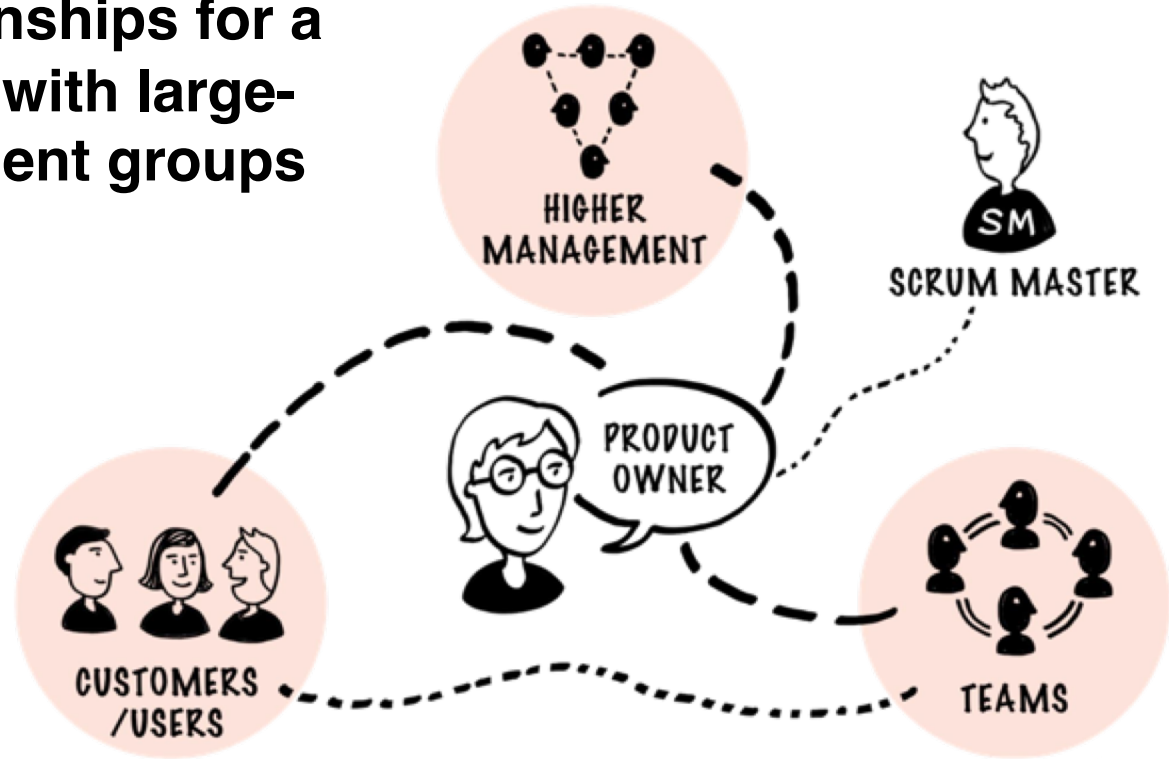 nships for a
with large-
ent groups
HIGHER
MANAGEMENT
SM
SCRUM MASTER
PRODUCT
OWNER
CUSTOMERS
/USERS
TEAMS